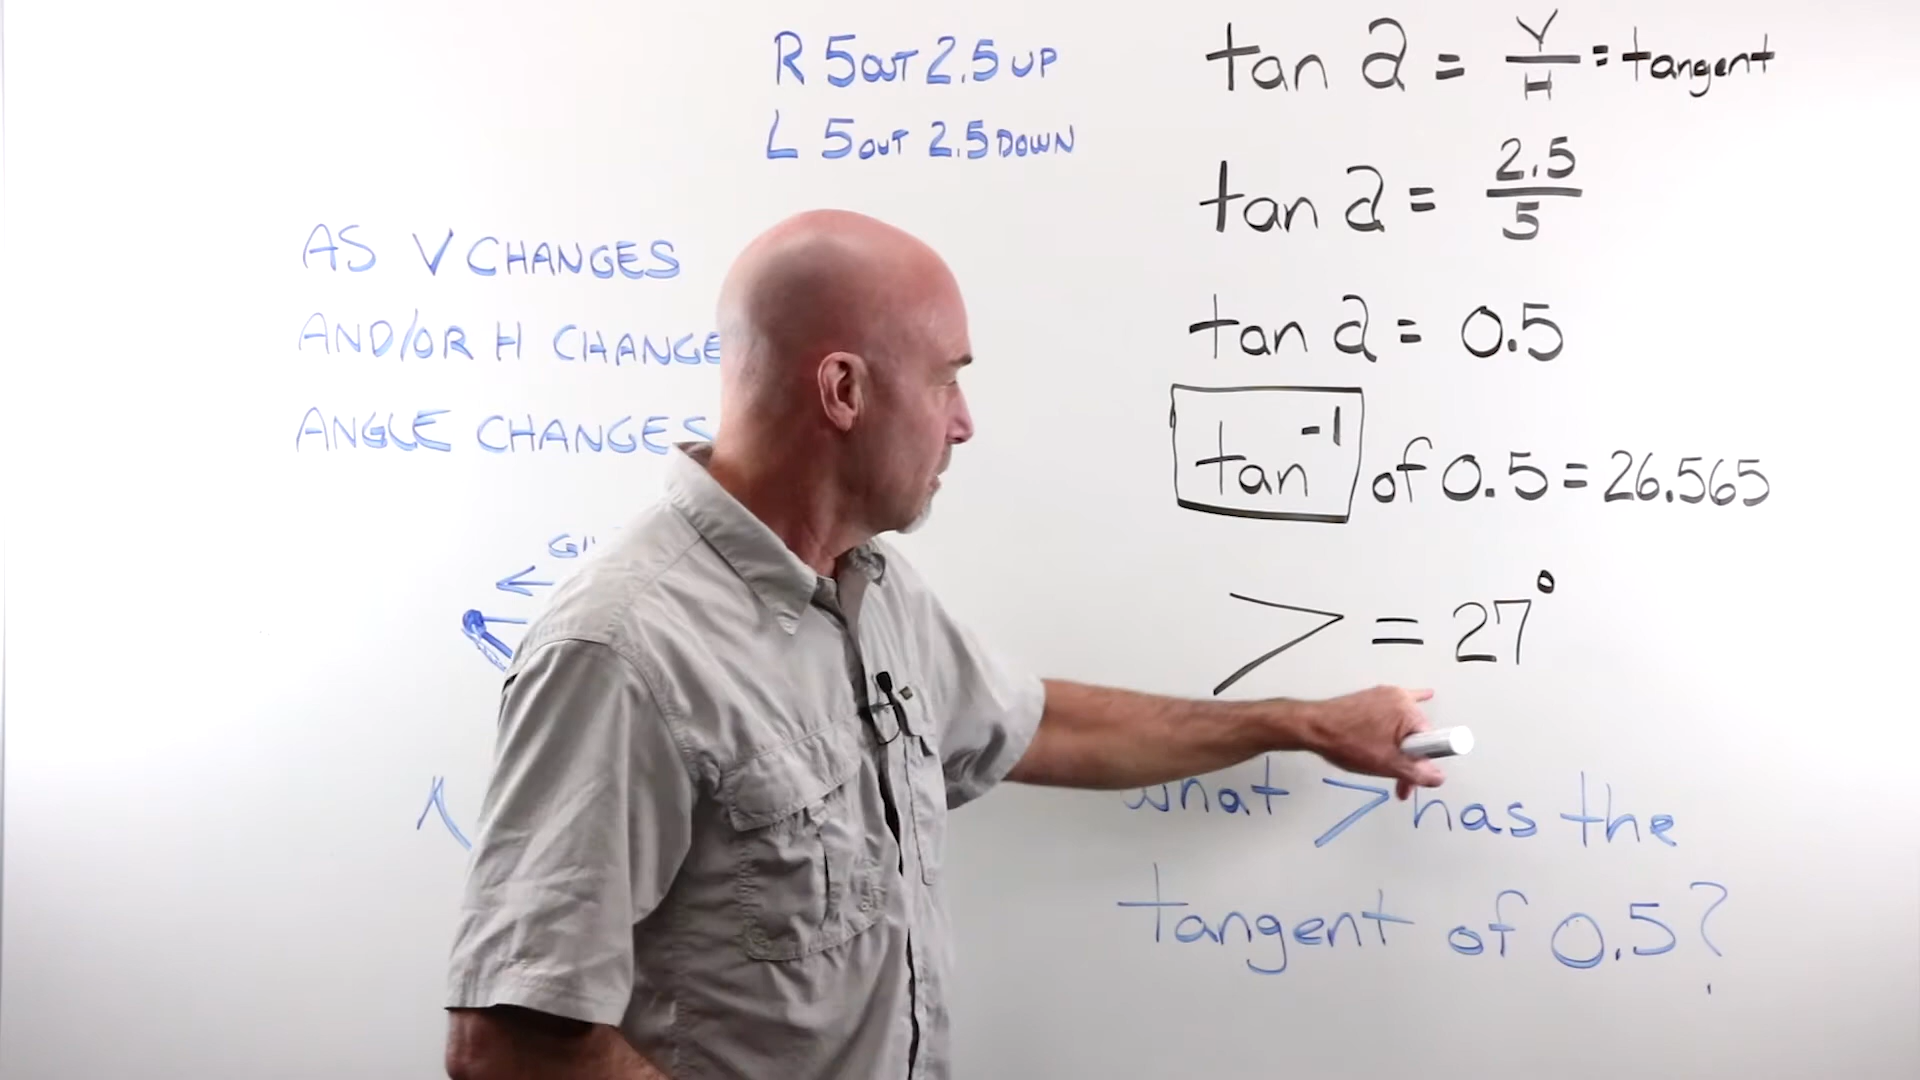 R 5 OUT 2.5 UP
L 5 OUT 2.5 DOWN
AS V CHANGES
AND/OR H CHANGE
ANGLE CHANGES
tan a = V/H = tangent
tan a = 2.5/5
tan a = 0.5
tan⁻¹ of 0.5 = 26.565
> = 27°
what > has the
tangent of 0.5?